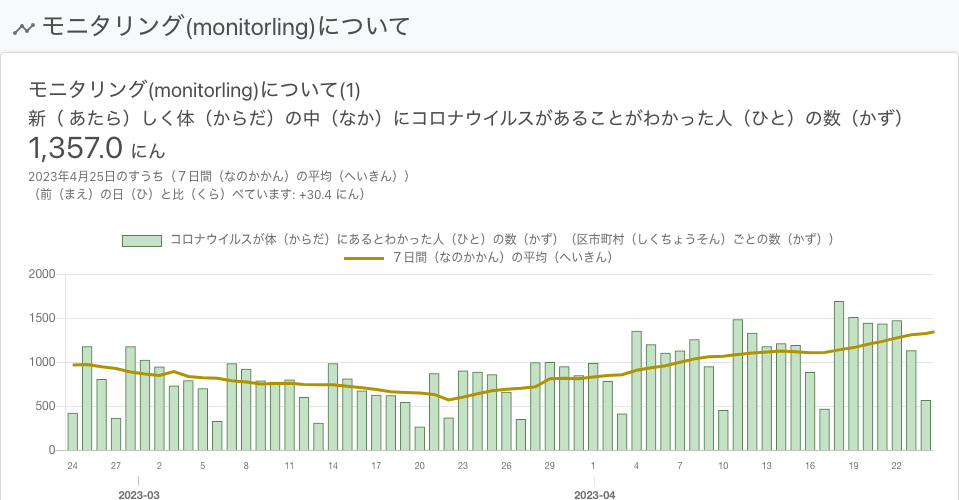 モニタリング(monitorling)について
モニタリング(monitorling)について(1)
新（ あたら）しく体（からだ）の中（なか）にコロナウイルスがあることがわかった人（ひと）の数（かず）
1,357.0 にん
2023年4月25日のすうち（７日間（なのかかん）の平均（へいきん））
（前（まえ）の日（ひ）と比（くら）べています: +30.4 にん）
コロナウイルスが体（からだ）にあるとわかった人（ひと）の数（かず）（区市町村（しくちょうそん）ごとの数（かず））
７日間（なのかかん）の平均（へいきん）
2000
1500
1000
500
0
24 27 2 5 8 11 14 17 20 23 26 29 1 4 7 10 13 16 19 22
2023-03 2023-04